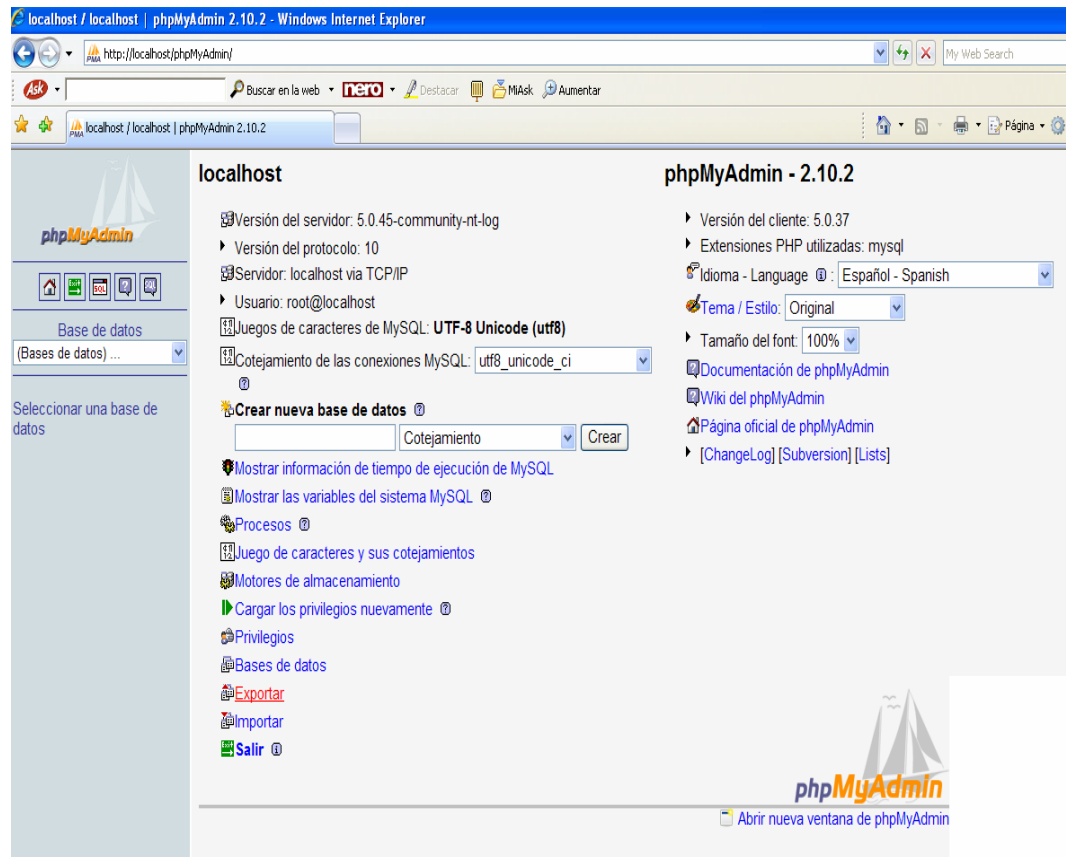 localhost / localhost | phpMyAdmin 2.10.2 - Windows Internet Explorer
http://localhost/phpMyAdmin/
My Web Search
Ask
Buscar en la web
nero
Destacar
MiAsk
Aumentar
localhost / localhost | phpMyAdmin 2.10.2
Página
phpMyAdmin
Base de datos
(Bases de datos) ...
Seleccionar una base de
datos
localhost
Versión del servidor: 5.0.45-community-nt-log
Versión del protocolo: 10
Servidor: localhost via TCP/IP
Usuario: root@localhost
Juegos de caracteres de MySQL: UTF-8 Unicode (utf8)
Cotejamiento de las conexiones MySQL: utf8_unicode_ci
Crear nueva base de datos
Cotejamiento Crear
Mostrar información de tiempo de ejecución de MySQL
Mostrar las variables del sistema MySQL
Procesos
Juego de caracteres y sus cotejamientos
Motores de almacenamiento
Cargar los privilegios nuevamente
Privilegios
Bases de datos
Exportar
Importar
Salir
phpMyAdmin - 2.10.2
Versión del cliente: 5.0.37
Extensiones PHP utilizadas: mysql
Idioma - Language : Español - Spanish
Tema / Estilo: Original
Tamaño del font: 100%
Documentación de phpMyAdmin
Wiki del phpMyAdmin
Página oficial de phpMyAdmin
[ChangeLog] [Subversion] [Lists]
phpMyAdmin
Abrir nueva ventana de phpMyAdmin